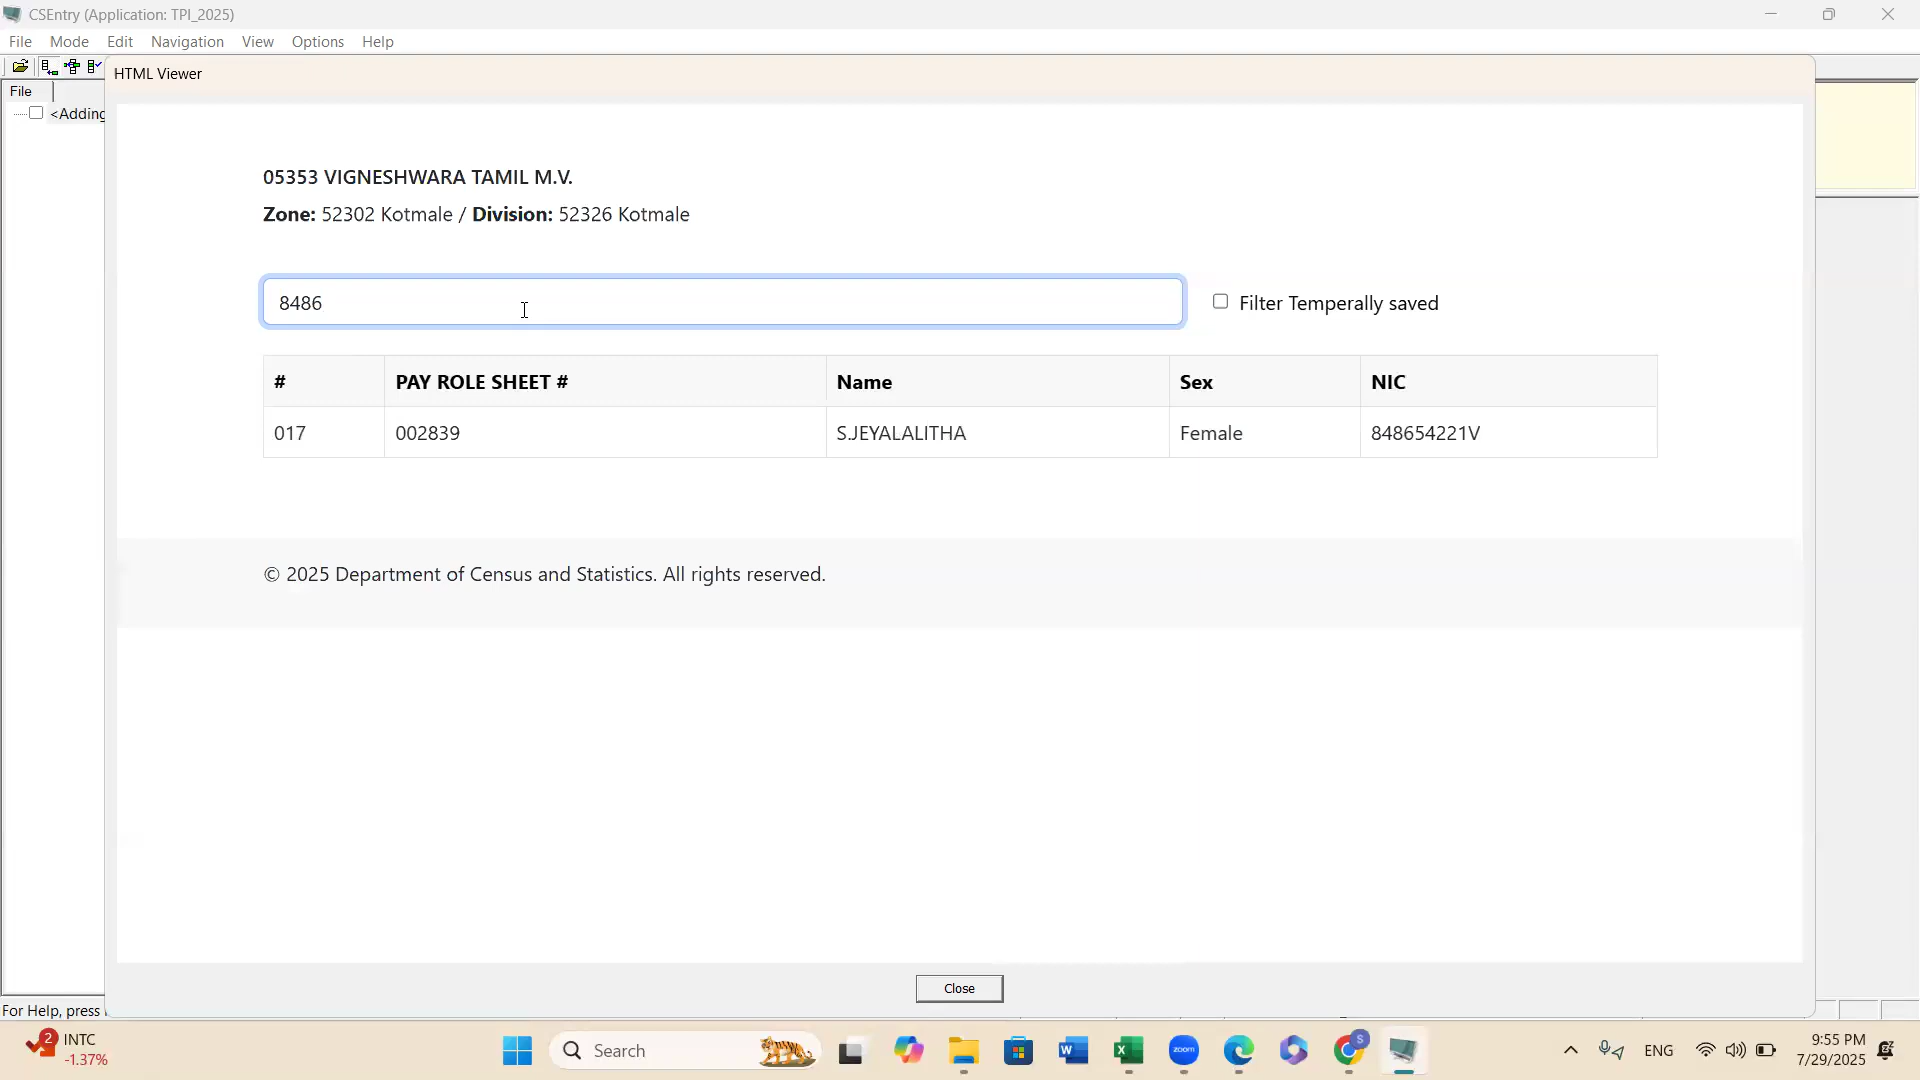 CSEntry (Application: TPI_2025)
File Mode Edit Navigation View Options Help
File
<Adding
HTML Viewer
05353 VIGNESHWARA TAMIL M.V.
Zone: 52302 Kotmale / Division: 52326 Kotmale
8486
Filter Temperally saved
# PAY ROLE SHEET # Name Sex NIC
017 002839 S.JEYALALITHA Female 848654221V
© 2025 Department of Census and Statistics. All rights reserved.
Close
For Help, press
2 INTC
-1.37%
Search
zoom
S
ENG
9:55 PM
7/29/2025